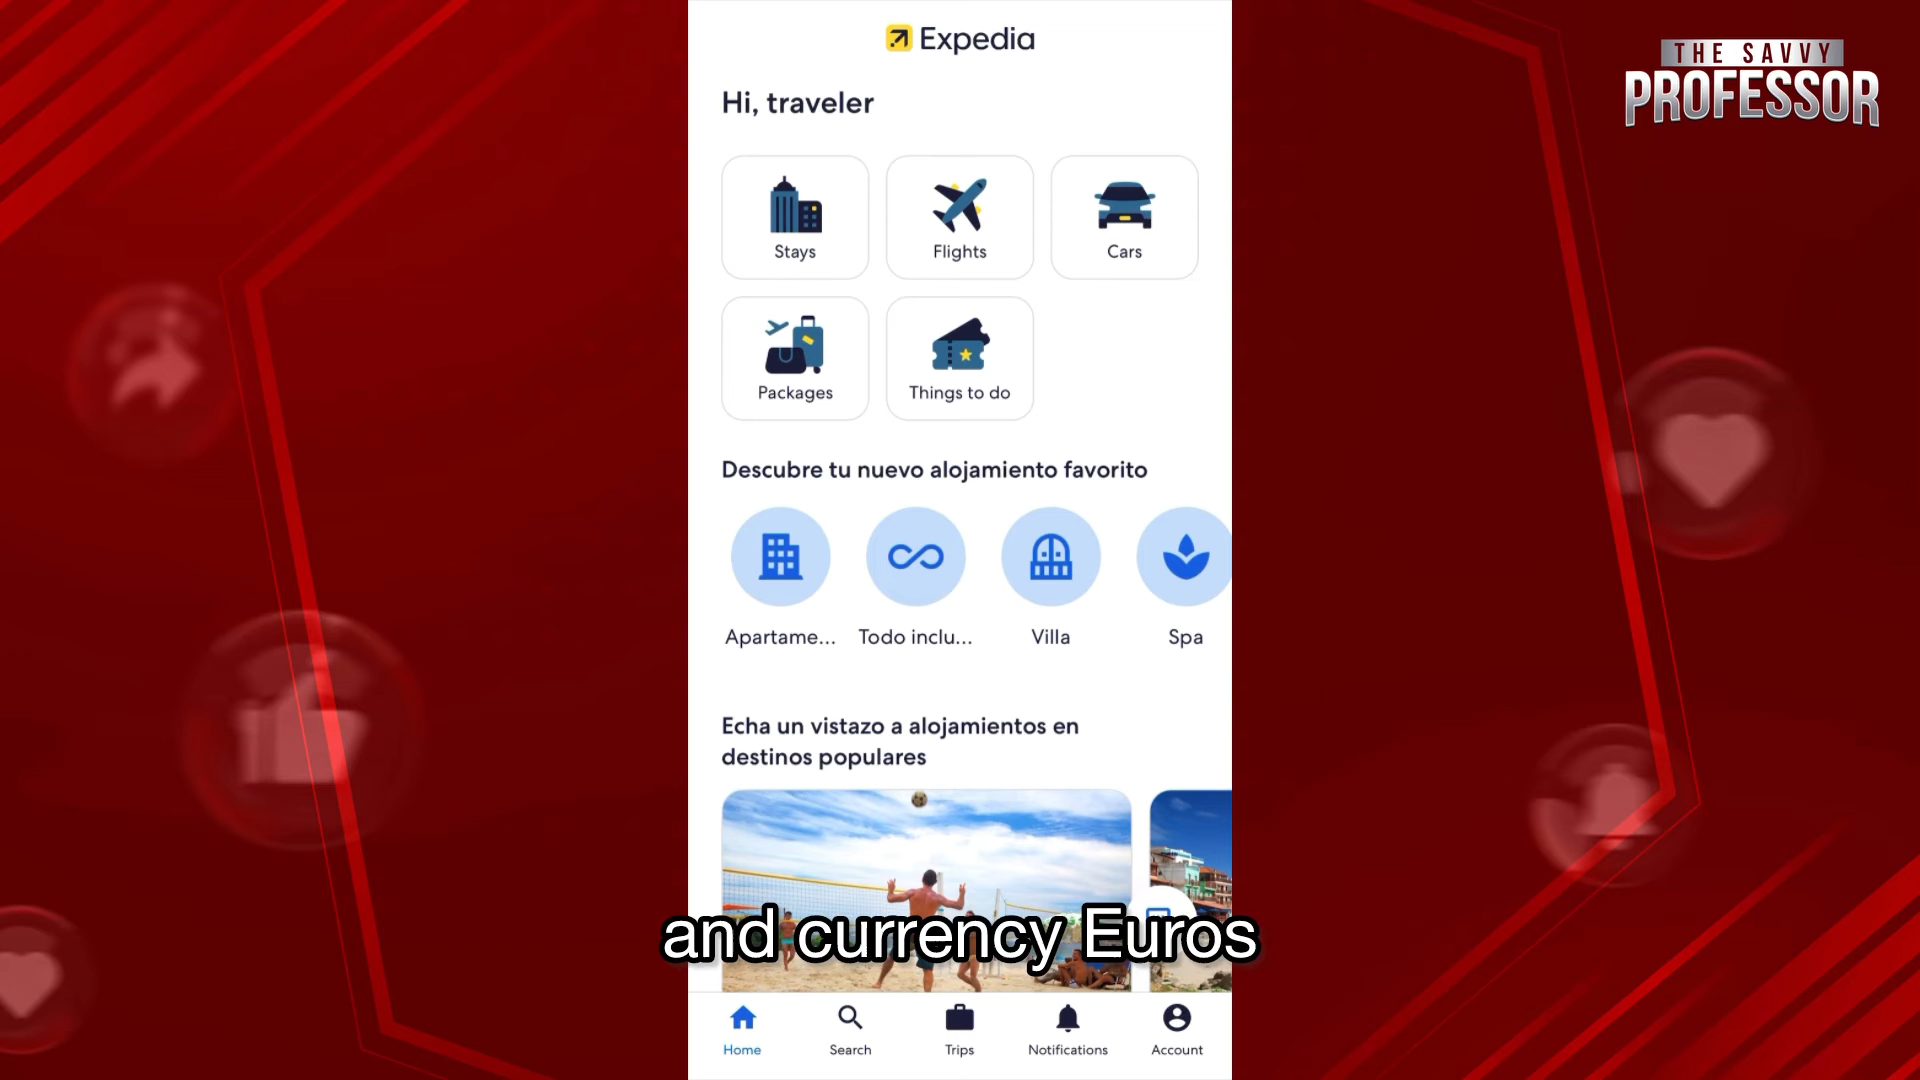 Expedia
THE SAVVY
PROFESSOR
Hi, traveler
Stays
Flights
Cars
Packages
Things to do
Descubre tu nuevo alojamiento favorito
Apartame...
Todo inclu...
Villa
Spa
Echa un vistazo a alojamientos en
destinos populares
and currency Euros
Home
Search
Trips
Notifications
Account